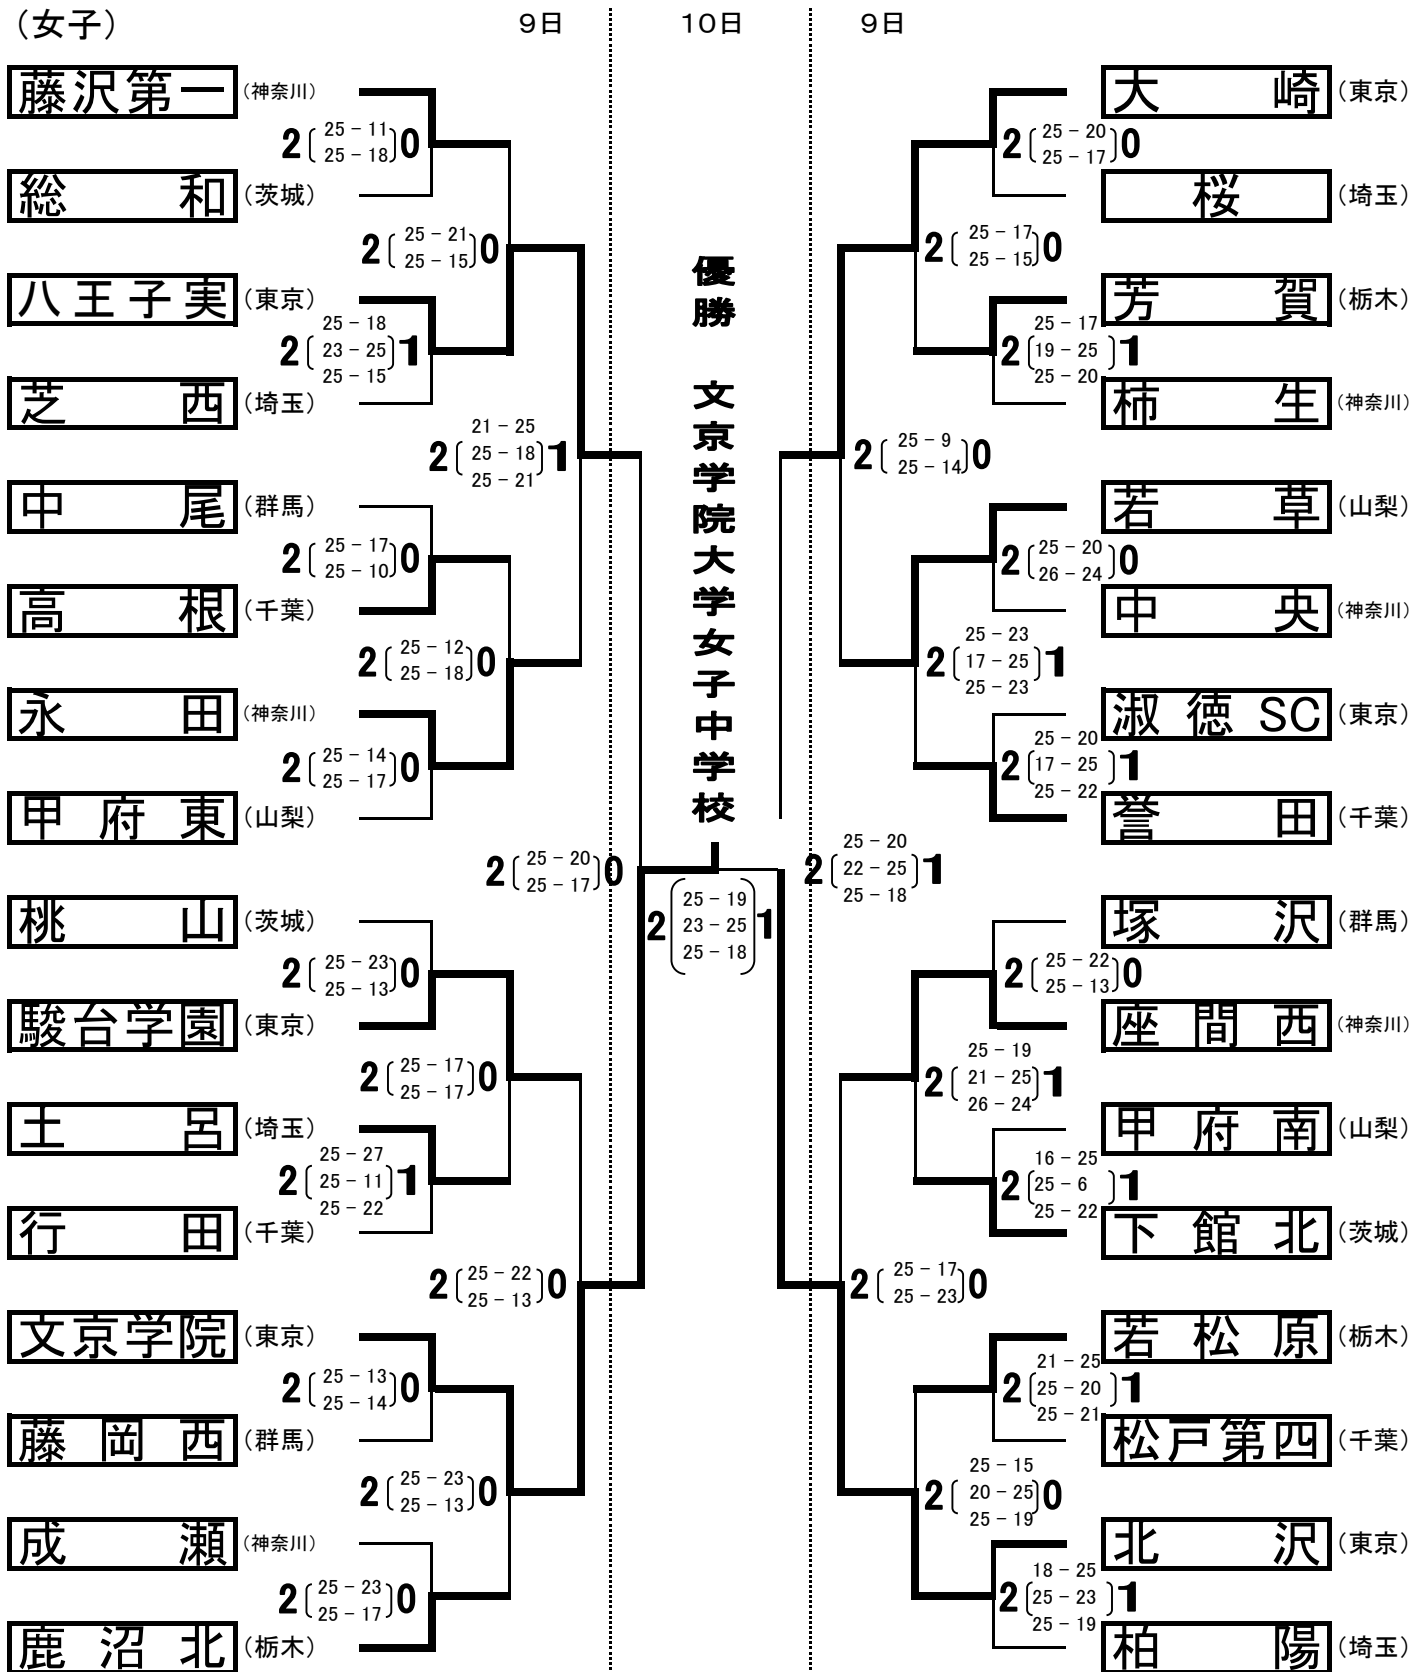 （女子）
９日
１０日
９日
藤沢第一（神奈川）
2 25－11 0
25－18
総和（茨城）
2 25－21 0
25－15
八王子実（東京）
25－18
2 23－25 1
25－15
芝西（埼玉）
21－25
2 25－18 1
25－21
中尾（群馬）
2 25－17 0
25－10
高根（千葉）
2 25－12 0
25－18
永田（神奈川）
2 25－14 0
25－17
甲府東（山梨）
2 25－20 0
25－17
桃山（茨城）
2 25－23 0
25－13
駿台学園（東京）
2 25－17 0
25－17
土呂（埼玉）
25－27
2 25－11 1
25－22
行田（千葉）
2 25－22 0
25－13
文京学院（東京）
2 25－13 0
25－14
藤岡西（群馬）
2 25－23 0
25－13
成瀬（神奈川）
2 25－23 0
25－17
鹿沼北（栃木）
優勝　文京学院大学女子中学校
25－19
2 23－25 1
25－18
大崎（東京）
2 25－20 0
25－17
桜（埼玉）
2 25－17 0
25－15
芳賀（栃木）
25－17
2 19－25 1
25－20
柿生（神奈川）
2 25－9 0
25－14
若草（山梨）
2 25－20 0
26－24
中央（神奈川）
25－23
2 17－25 1
25－23
淑徳SC（東京）
25－20
2 17－25 1
25－22
誉田（千葉）
25－20
2 22－25 1
25－18
塚沢（群馬）
2 25－22 0
25－13
座間西（神奈川）
25－19
2 21－25 1
26－24
甲府南（山梨）
16－25
2 25－6 1
25－22
下館北（茨城）
2 25－17 0
25－23
若松原（栃木）
21－25
2 25－20 1
25－21
松戸第四（千葉）
25－15
2 20－25 0
25－19
北沢（東京）
18－25
2 25－23 1
25－19
柏陽（埼玉）